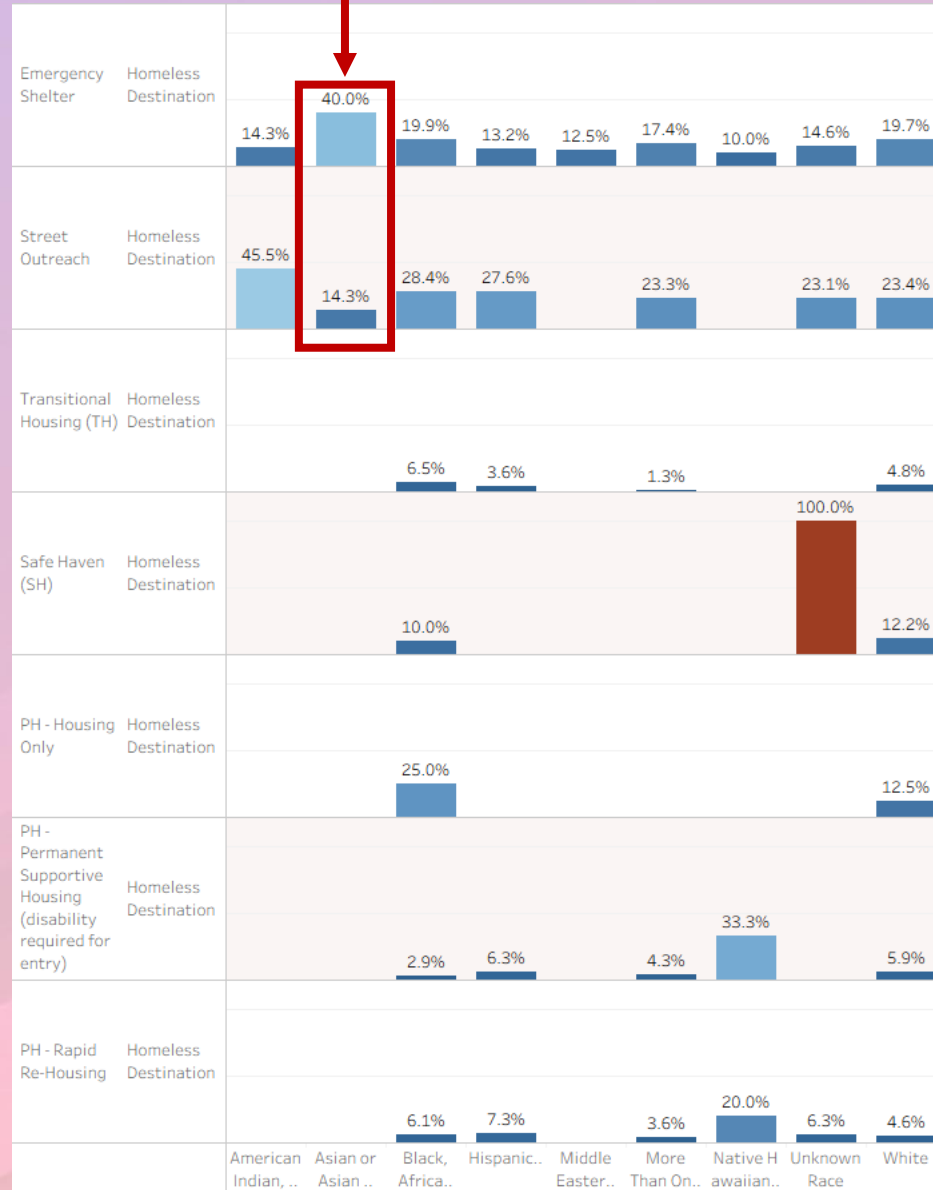 Emergency Shelter
Homeless Destination
14.3%
40.0%
19.9%
13.2%
12.5%
17.4%
10.0%
14.6%
19.7%
Street Outreach
Homeless Destination
45.5%
14.3%
28.4%
27.6%
23.3%
23.1%
23.4%
Transitional Housing (TH)
Homeless Destination
6.5%
3.6%
1.3%
4.8%
Safe Haven (SH)
Homeless Destination
10.0%
100.0%
12.2%
PH - Housing Only
Homeless Destination
25.0%
12.5%
PH -
Permanent
Supportive
Housing
(disability
required for
entry)
Homeless
Destination
2.9%
6.3%
4.3%
33.3%
5.9%
PH - Rapid
Re-Housing
Homeless
Destination
6.1%
7.3%
3.6%
20.0%
6.3%
4.6%
American
Indian, ..
Asian or
Asian ..
Black,
Africa..
Hispanic..
Middle
Easter..
More
Than On..
Native H
awaiian..
Unknown
Race
White